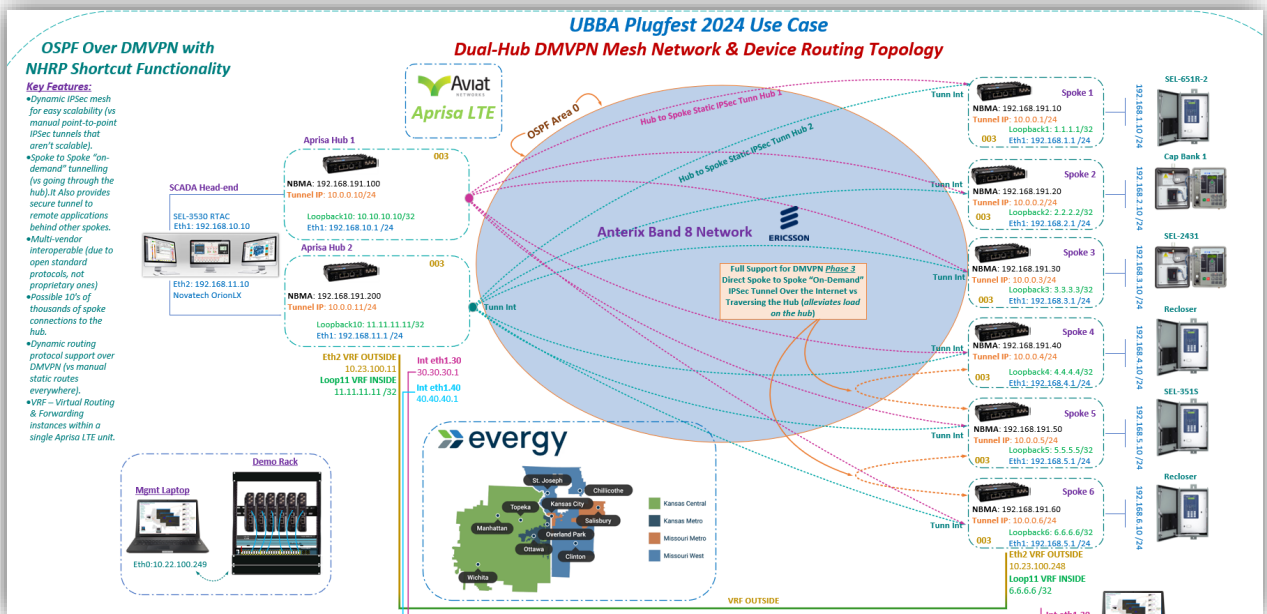 UBBA Plugfest 2024 Use Case
Dual-Hub DMVPN Mesh Network & Device Routing Topology
OSPF Over DMVPN with
NHRP Shortcut Functionality
Key Features:
•Dynamic IPSec mesh
for easy scalability (vs
manual point-to-point
IPSec tunnels that
aren't scalable).
•Spoke to Spoke "on-
demand" tunnelling
(vs going through the
hub).It Also provides
secure tunnel to
remote applications
behind other spokes.
•Multi-vendor
interoperable (due to
open standard
protocols, not
proprietary ones)
•Possible 10's of
thousands of spoke
connections to the
hub.
•Dynamic routing
protocol support over
DMVPN (vs manual
static routes
everywhere).
•VRF – Virtual Routing
& Forwarding
instances within a
single Aprisa LTE unit.
Aviat
NETWORKS
Aprisa LTE
SCADA Head-end
SEL-3530 RTAC
Eth1: 192.168.10.10
Eth2: 192.168.11.10
Novatech OrionLX
Aprisa Hub 1
003
NBMA: 192.168.191.100
Tunnel IP: 10.0.0.10/24
Loopback10: 10.10.10.10/32
Eth1: 192.168.10.1 /24
Aprisa Hub 2
003
NBMA: 192.168.191.200
Tunnel IP: 10.0.0.11/24
Loopback10: 11.11.11.11/32
Eth1: 192.168.11.1 /24
Tunn Int
Eth2 VRF OUTSIDE
10.23.100.11
Loop11 VRF INSIDE
11.11.11.11 /32
Int eth1.30
30.30.30.1
Int eth1.40
40.40.40.1
OSPF Area 0
Hub to Spoke Static IPSec Tunn Hub 1
Hub to Spoke Static IPSec Tunn Hub 2
Anterix Band 8 Network
ERICSSON
Full Support for DMVPN Phase 3
Direct Spoke to Spoke "On-Demand"
IPSec Tunnel Over the Internet vs
Traversing the Hub (alleviates load
on the hub)
Tunn Int
Spoke 1
NBMA: 192.168.191.10
Tunnel IP: 10.0.0.1/24
Loopback1: 1.1.1.1/32
003
Eth1: 192.168.1.1 /24
192.168.1.10 /24
SEL-651R-2
Tunn Int
Spoke 2
NBMA: 192.168.191.20
Tunnel IP: 10.0.0.2/24
Loopback2: 2.2.2.2/32
003
Eth1: 192.168.2.1 /24
192.168.2.10 /24
Cap Bank 1
Tunn Int
Spoke 3
NBMA: 192.168.191.30
Tunnel IP: 10.0.0.3/24
Loopback3: 3.3.3.3/32
003
Eth1: 192.168.3.1 /24
192.168.3.10 /24
SEL-2431
Tunn Int
Spoke 4
NBMA: 192.168.191.40
Tunnel IP: 10.0.0.4/24
Loopback4: 4.4.4.4/32
003
Eth1: 192.168.4.1 /24
192.168.4.10 /24
Recloser
Tunn Int
Spoke 5
NBMA: 192.168.191.50
Tunnel IP: 10.0.0.5/24
Loopback5: 5.5.5.5/32
003
Eth1: 192.168.5.1 /24
192.168.5.10 /24
SEL-351S
Tunn Int
Spoke 6
NBMA: 192.168.191.60
Tunnel IP: 10.0.0.6/24
Loopback6: 6.6.6.6/32
003
Eth1: 192.168.5.1 /24
192.168.6.10 /24
Recloser
Eth2 VRF OUTSIDE
10.23.100.248
Loop11 VRF INSIDE
6.6.6.6 /32
Mgmt Laptop
Eth0:10.22.100.249
Demo Rack
evergy
St. Joseph
Chillicothe
Topeka
Kansas City
Salisbury
Manhattan
Overland Park
Ottawa
Clinton
Wichita
Kansas Central
Kansas Metro
Missouri Metro
Missouri West
VRF OUTSIDE